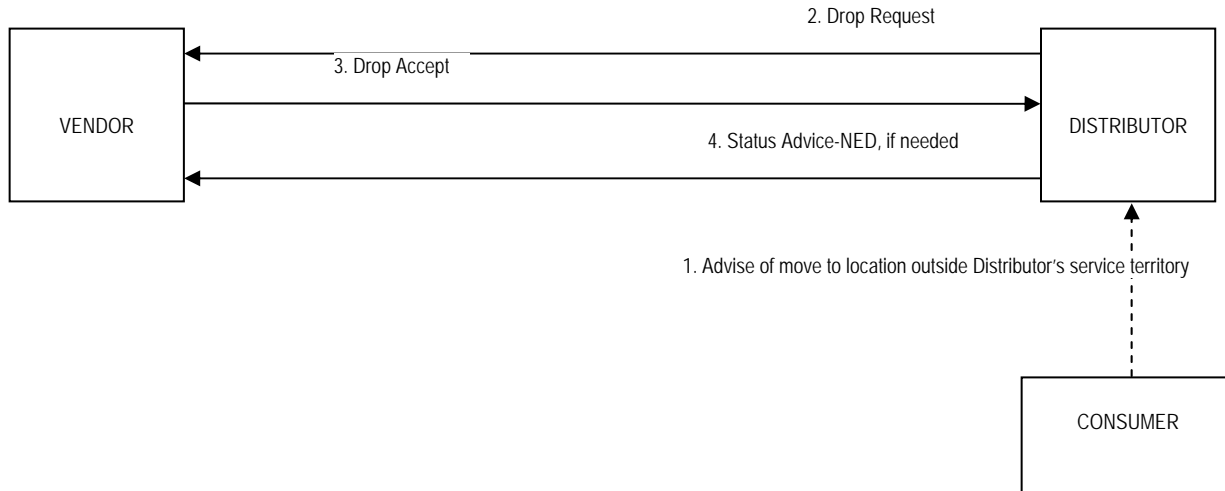 2. Drop Request
3. Drop Accept
VENDOR
DISTRIBUTOR
4. Status Advice-NED, if needed
1. Advise of move to location outside Distributor’s service territory
CONSUMER